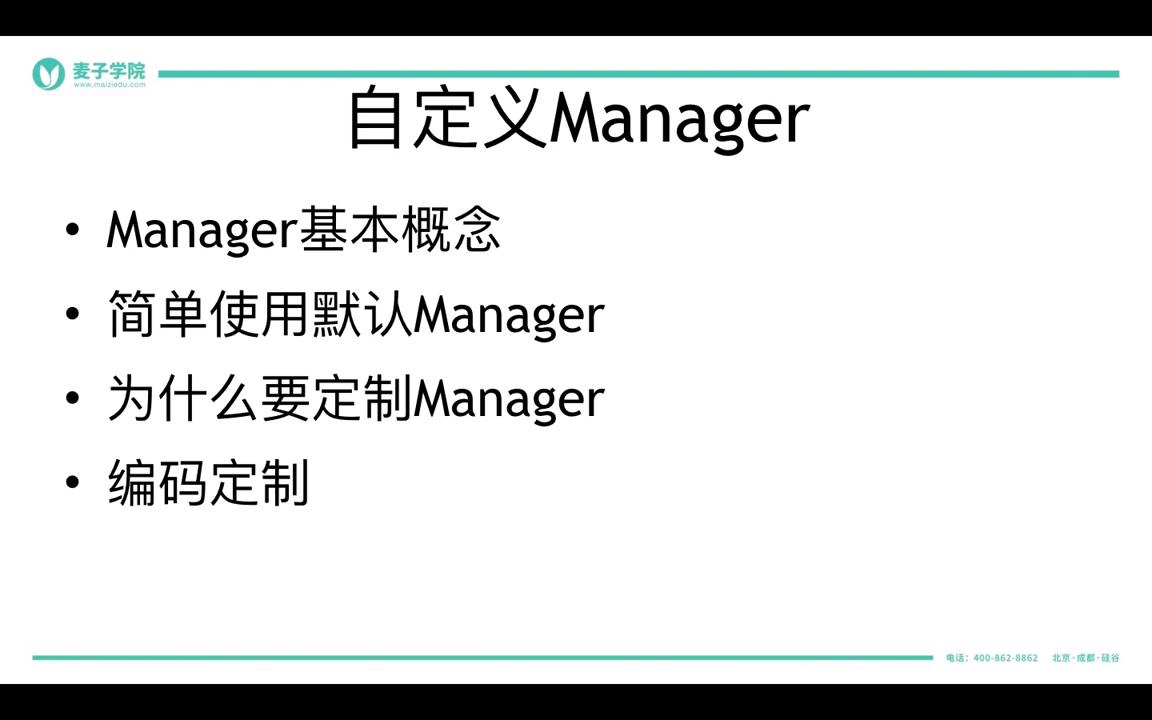 麦子学院
www.maiziedu.com
自定义Manager
• Manager基本概念
• 简单使用默认Manager
• 为什么要定制Manager
• 编码定制
电话：400-862-8862 北京·成都·硅谷